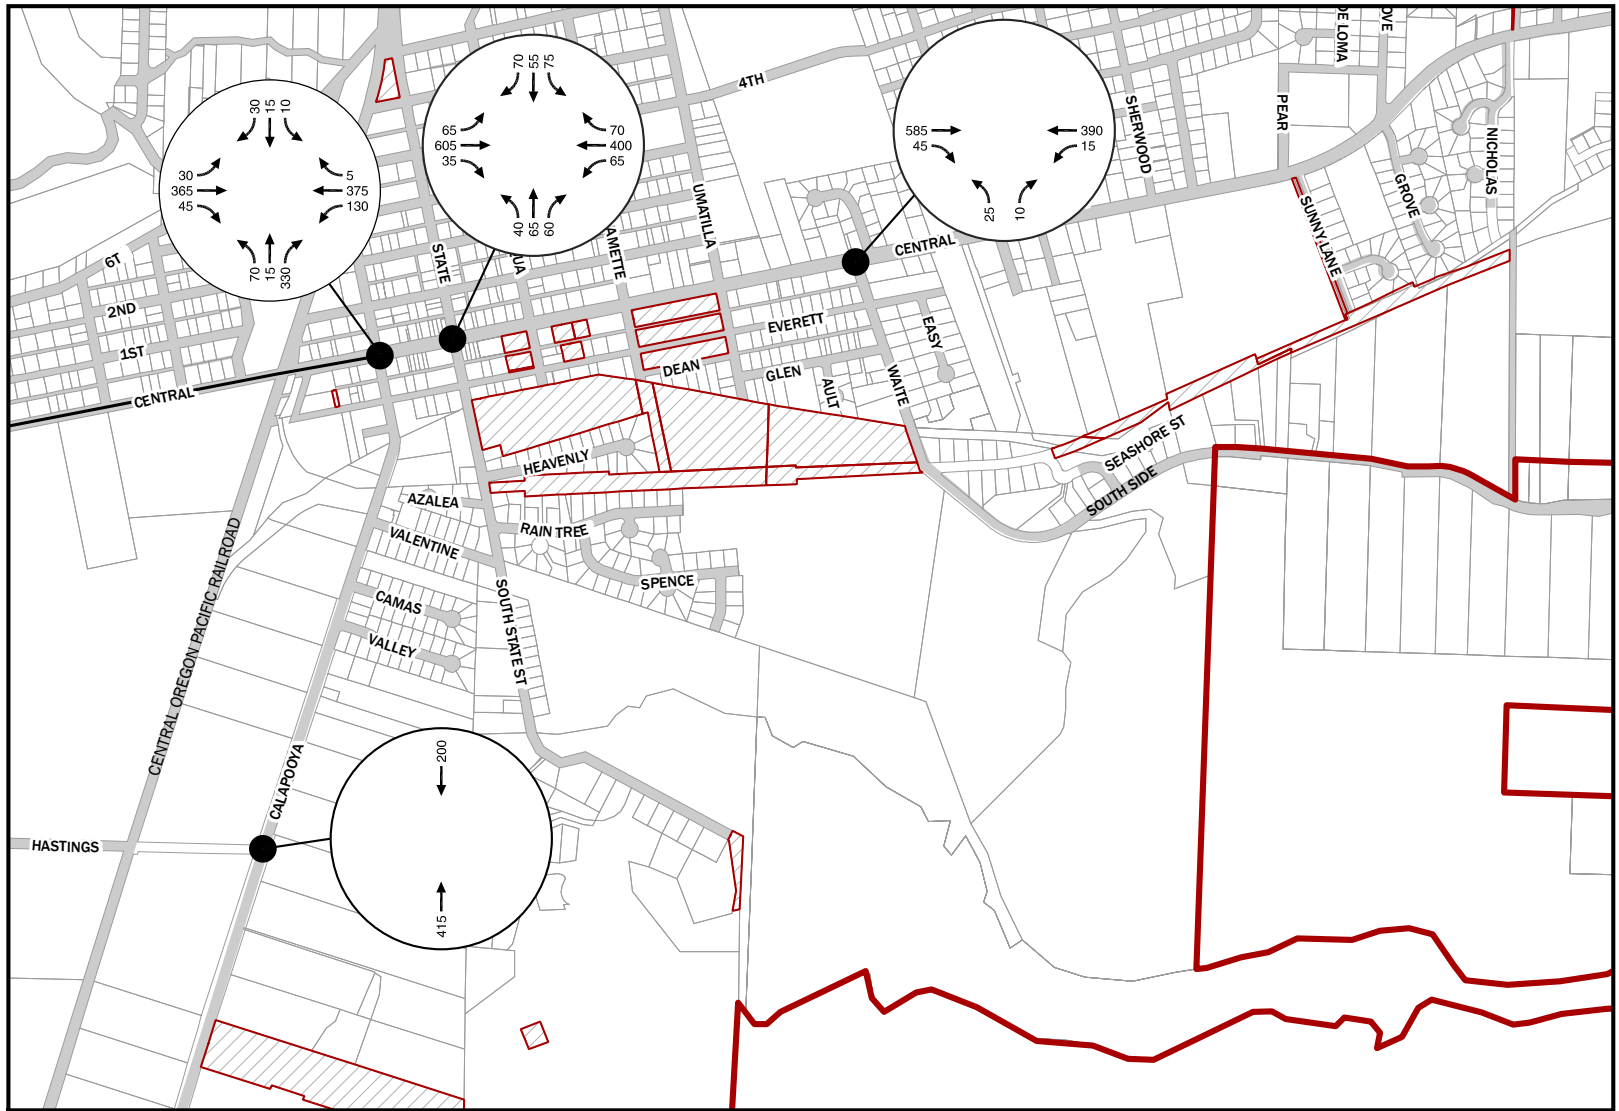 DE LOMA
OVE
4TH
PEAR
SHERWOOD
NICHOLAS
GROVE
SUNNY LANE
UMATILLA
AMETTE
UA
STATE
CENTRAL
6T
2ND
1ST
CENTRAL
EVERETT
EASY
DEAN
GLEN
AULT
WAITE
SEASHORE ST
SOUTH SIDE
HEAVENLY
AZALEA
RAIN TREE
VALENTINE
SPENCE
CAMAS
VALLEY
SOUTH STATE ST
CENTRAL OREGON PACIFIC RAILROAD
CALAPOOYA
HASTINGS
30 15 10
30
365
45
5
375
130
70 15 330
70 55 75
65
605
35
70
400
65
40 65 60
585
45
390
15
25 10
200
415